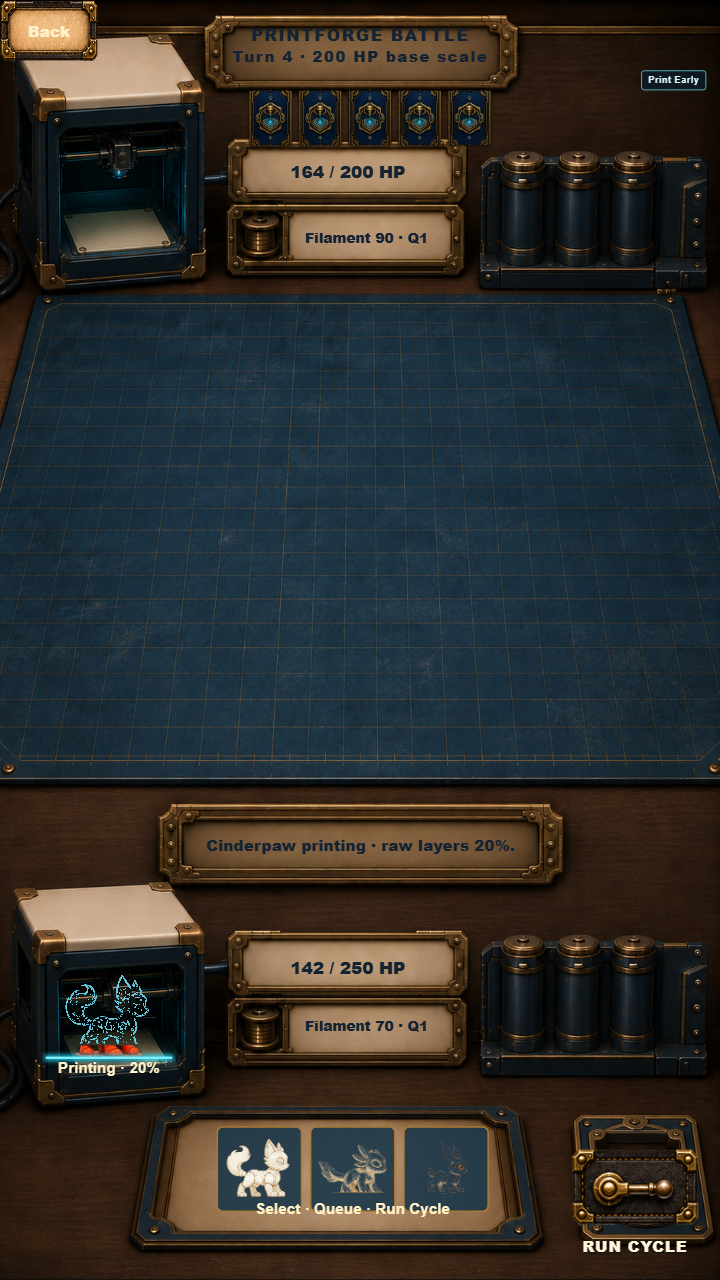 Back
PRINTFORGE BATTLE
Turn 4 · 200 HP base scale
Print Early
164 / 200 HP
Filament 90 · Q1
Cinderpaw printing · raw layers 20%.
142 / 250 HP
Filament 70 · Q1
Printing · 20%
Select · Queue · Run Cycle
RUN CYCLE